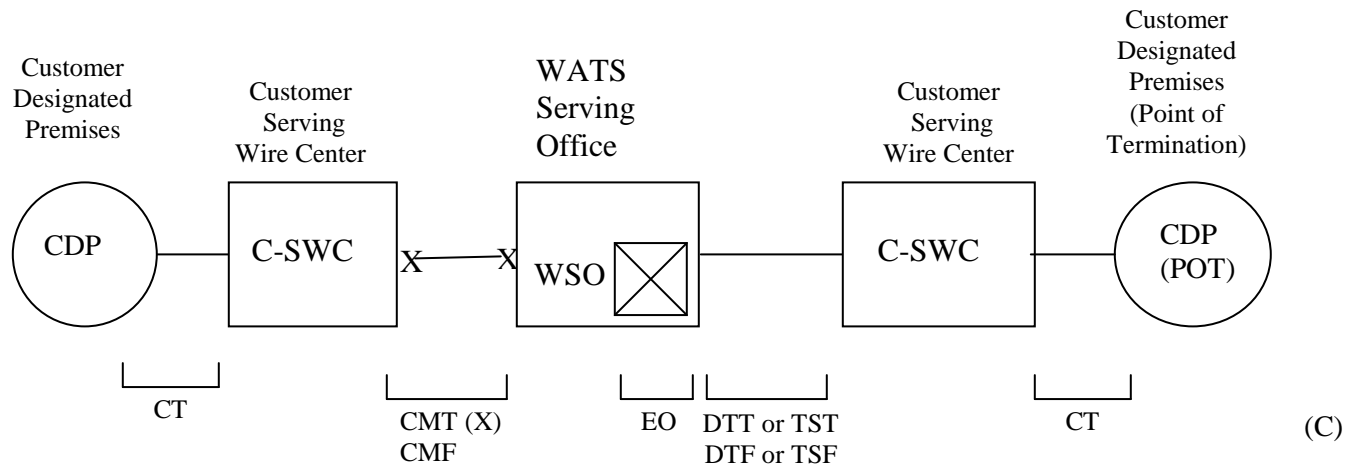 Customer
Designated
Premises
Customer
Serving
Wire Center
WATS
Serving
Office
Customer
Serving
Wire Center
Customer
Designated
Premises
(Point of
Termination)
CDP
C-SWC
X
X
WSO
C-SWC
CDP
(POT)
CT
CMT (X)
CMF
EO
DTT or TST
DTF or TSF
CT
(C)